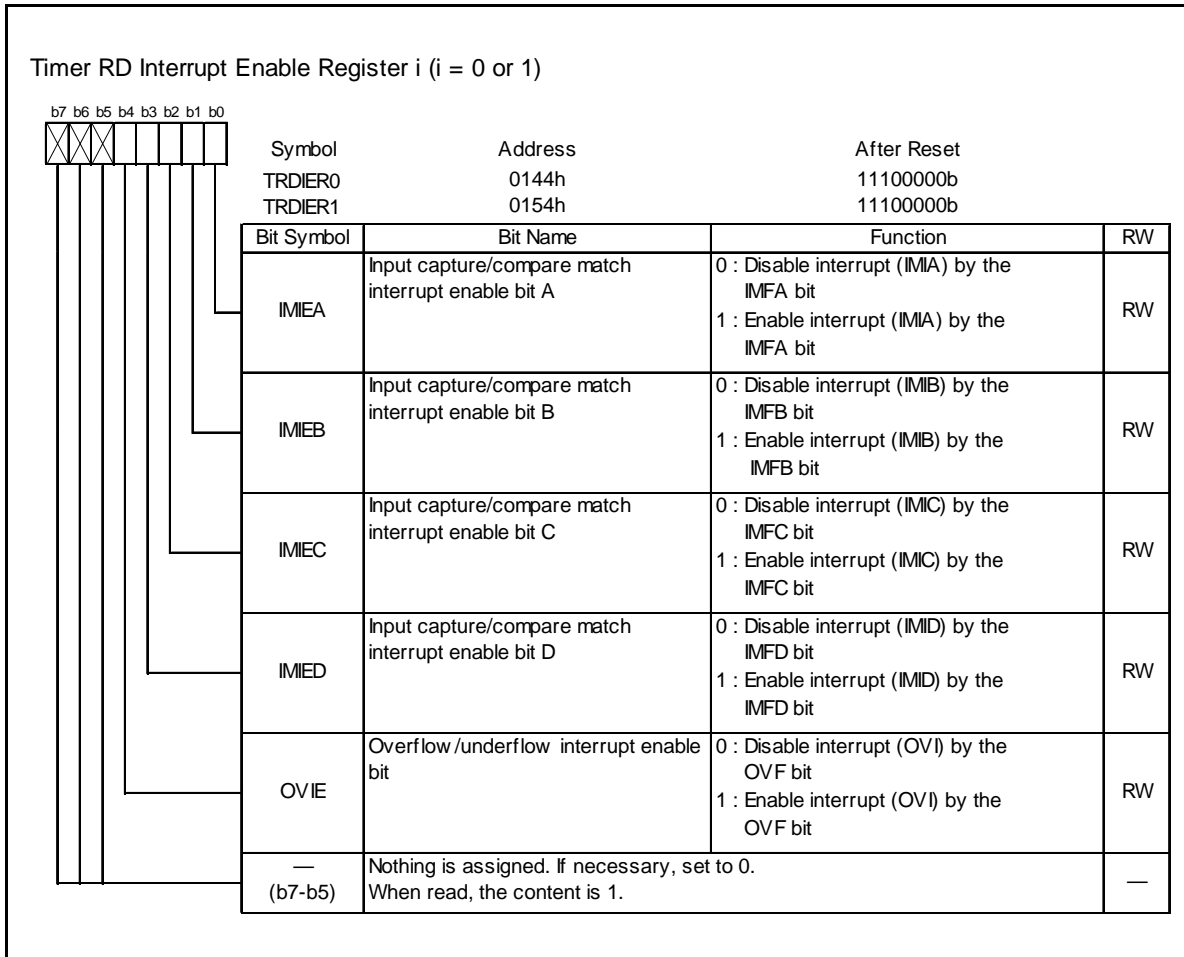 Timer RD Interrupt Enable Register i (i = 0 or 1)
b7 b6 b5 b4 b3 b2 b1 b0
Symbol Address After Reset
TRDIER0 0144h 11100000b
TRDIER1 0154h 11100000b
Bit Symbol Bit Name Function RW
IMIEA
Input capture/compare match
interrupt enable bit A
0 : Disable interrupt (IMIA) by the
IMFA bit
1 : Enable interrupt (IMIA) by the
IMFA bit
RW
IMIEB
Input capture/compare match
interrupt enable bit B
0 : Disable interrupt (IMIB) by the
IMFB bit
1 : Enable interrupt (IMIB) by the
IMFB bit
RW
IMIEC
Input capture/compare match
interrupt enable bit C
0 : Disable interrupt (IMIC) by the
IMFC bit
1 : Enable interrupt (IMIC) by the
IMFC bit
RW
IMIED
Input capture/compare match
interrupt enable bit D
0 : Disable interrupt (IMID) by the
IMFD bit
1 : Enable interrupt (IMID) by the
IMFD bit
RW
OVIE
Overflow/underflow interrupt enable
bit
0 : Disable interrupt (OVI) by the
OVF bit
1 : Enable interrupt (OVI) by the
OVF bit
RW
—
(b7-b5)
Nothing is assigned. If necessary, set to 0.
When read, the content is 1.
—